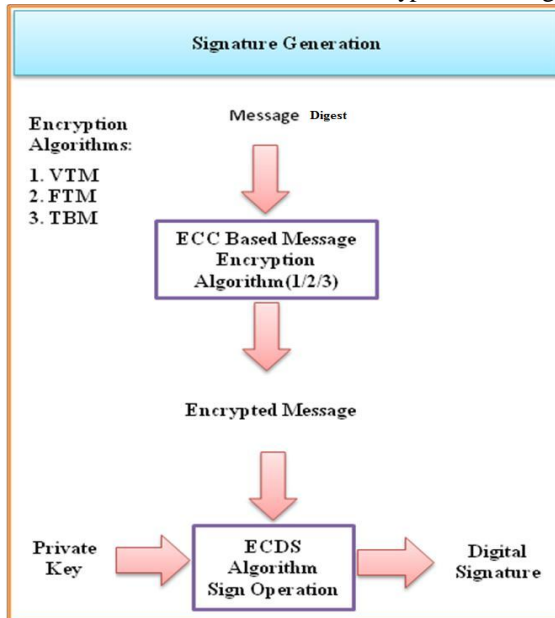 Signature Generation
Message Digest
Encryption
Algorithms:
1. VTM
2. FTM
3. TBM
ECC Based Message
Encryption
Algorithm(1/2/3)
Encrypted Message
Private
Key
ECDS
Algorithm
Sign Operation
Digital
Signature